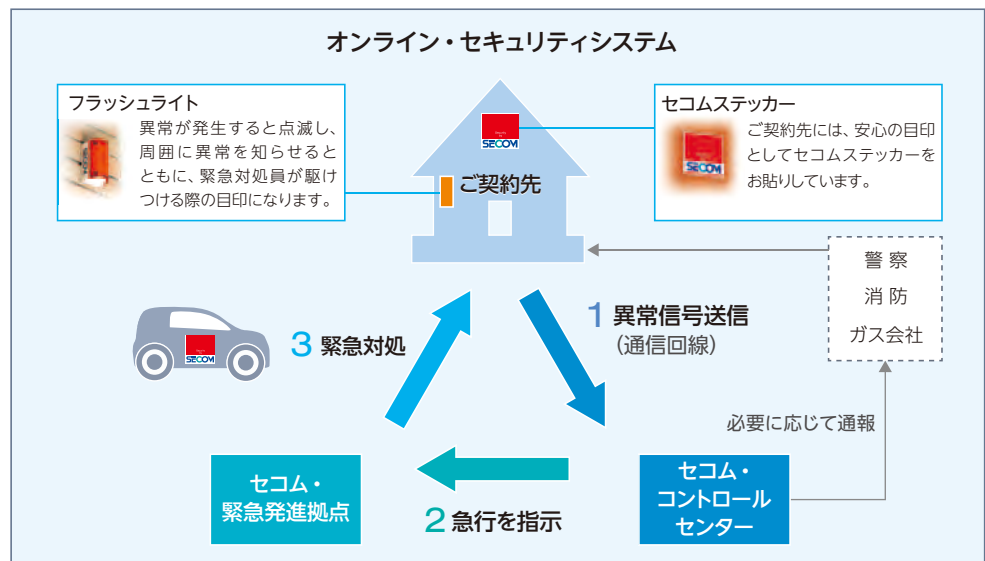 オンライン・セキュリティシステム
フラッシュライト
異常が発生すると点滅し、
周囲に異常を知らせると
ともに、緊急対処員が駆け
つける際の目印になります。
セコムステッカー
ご契約先には、安心の目印
としてセコムステッカーを
お貼りしています。
SECOM
SECOM
ご契約先
警察
消防
ガス会社
1 異常信号送信
（通信回線）
3 緊急対処
SECOM
必要に応じて通報
セコム・
緊急発進拠点
2 急行を指示
セコム・
コントロール
センター